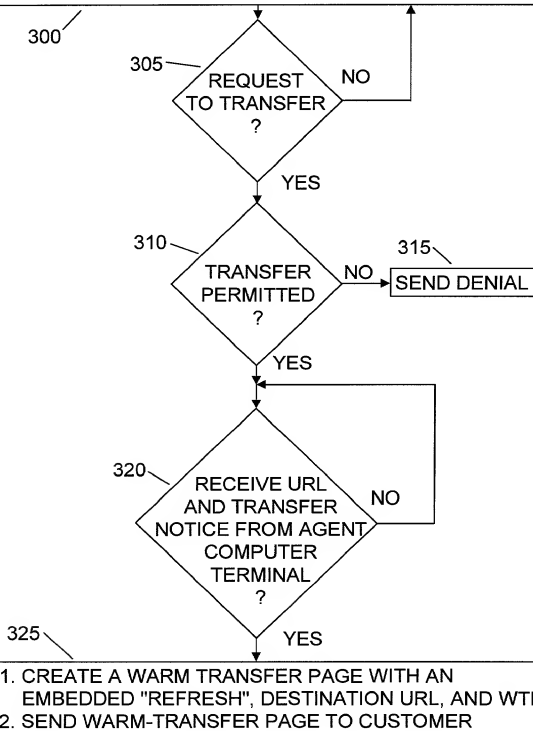 300
305
REQUEST
TO TRANSFER
?
NO
YES
310
TRANSFER
PERMITTED
?
NO
315
SEND DENIAL
YES
320
RECEIVE URL
AND TRANSFER
NOTICE FROM AGENT
COMPUTER
TERMINAL
?
NO
YES
325
1. CREATE A WARM TRANSFER PAGE WITH AN
EMBEDDED "REFRESH", DESTINATION URL, AND
2. SEND WARM-TRANSFER PAGE TO CUSTOMER